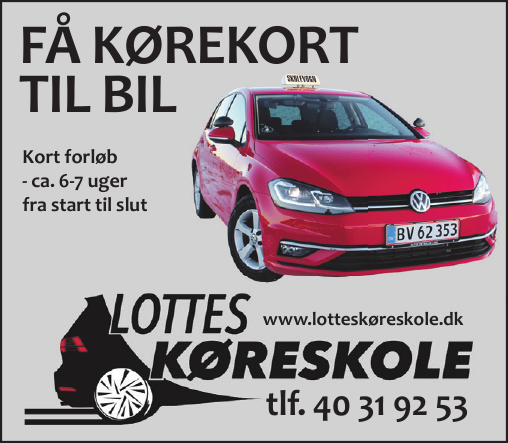 FÅ KØREKORT
TIL BIL
SKOLEVOGN
Kort forløb
- ca. 6-7 uger
fra start til slut
BV 62 353
LOTTES
www.lotteskøreskole.dk
KØRESKOLE
tlf. 40 31 92 53